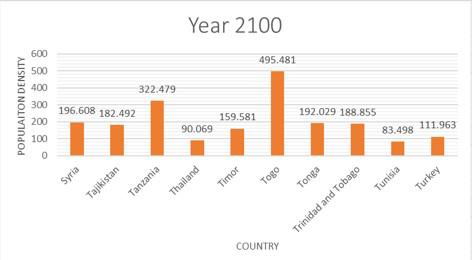 Year 2100
POPULAITON DENSITY
600
500
400
300
200
100
0
196.608
182.492
322.479
90.069
159.581
495.481
192.029
188.855
83.498
111.963
Syria
Tajikistan
Tanzania
Thailand
Timor
Togo
Tonga
Trinidad and Tobago
Tunisia
Turkey
COUNTRY